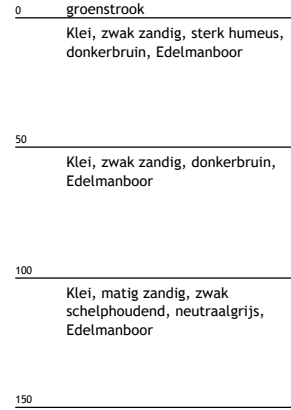 0 groenstrook
Klei, zwak zandig, sterk humeus,
donkerbruin, Edelmanboor
50
Klei, zwak zandig, donkerbruin,
Edelmanboor
100
Klei, matig zandig, zwak
schelphoudend, neutraalgrijs,
Edelmanboor
150